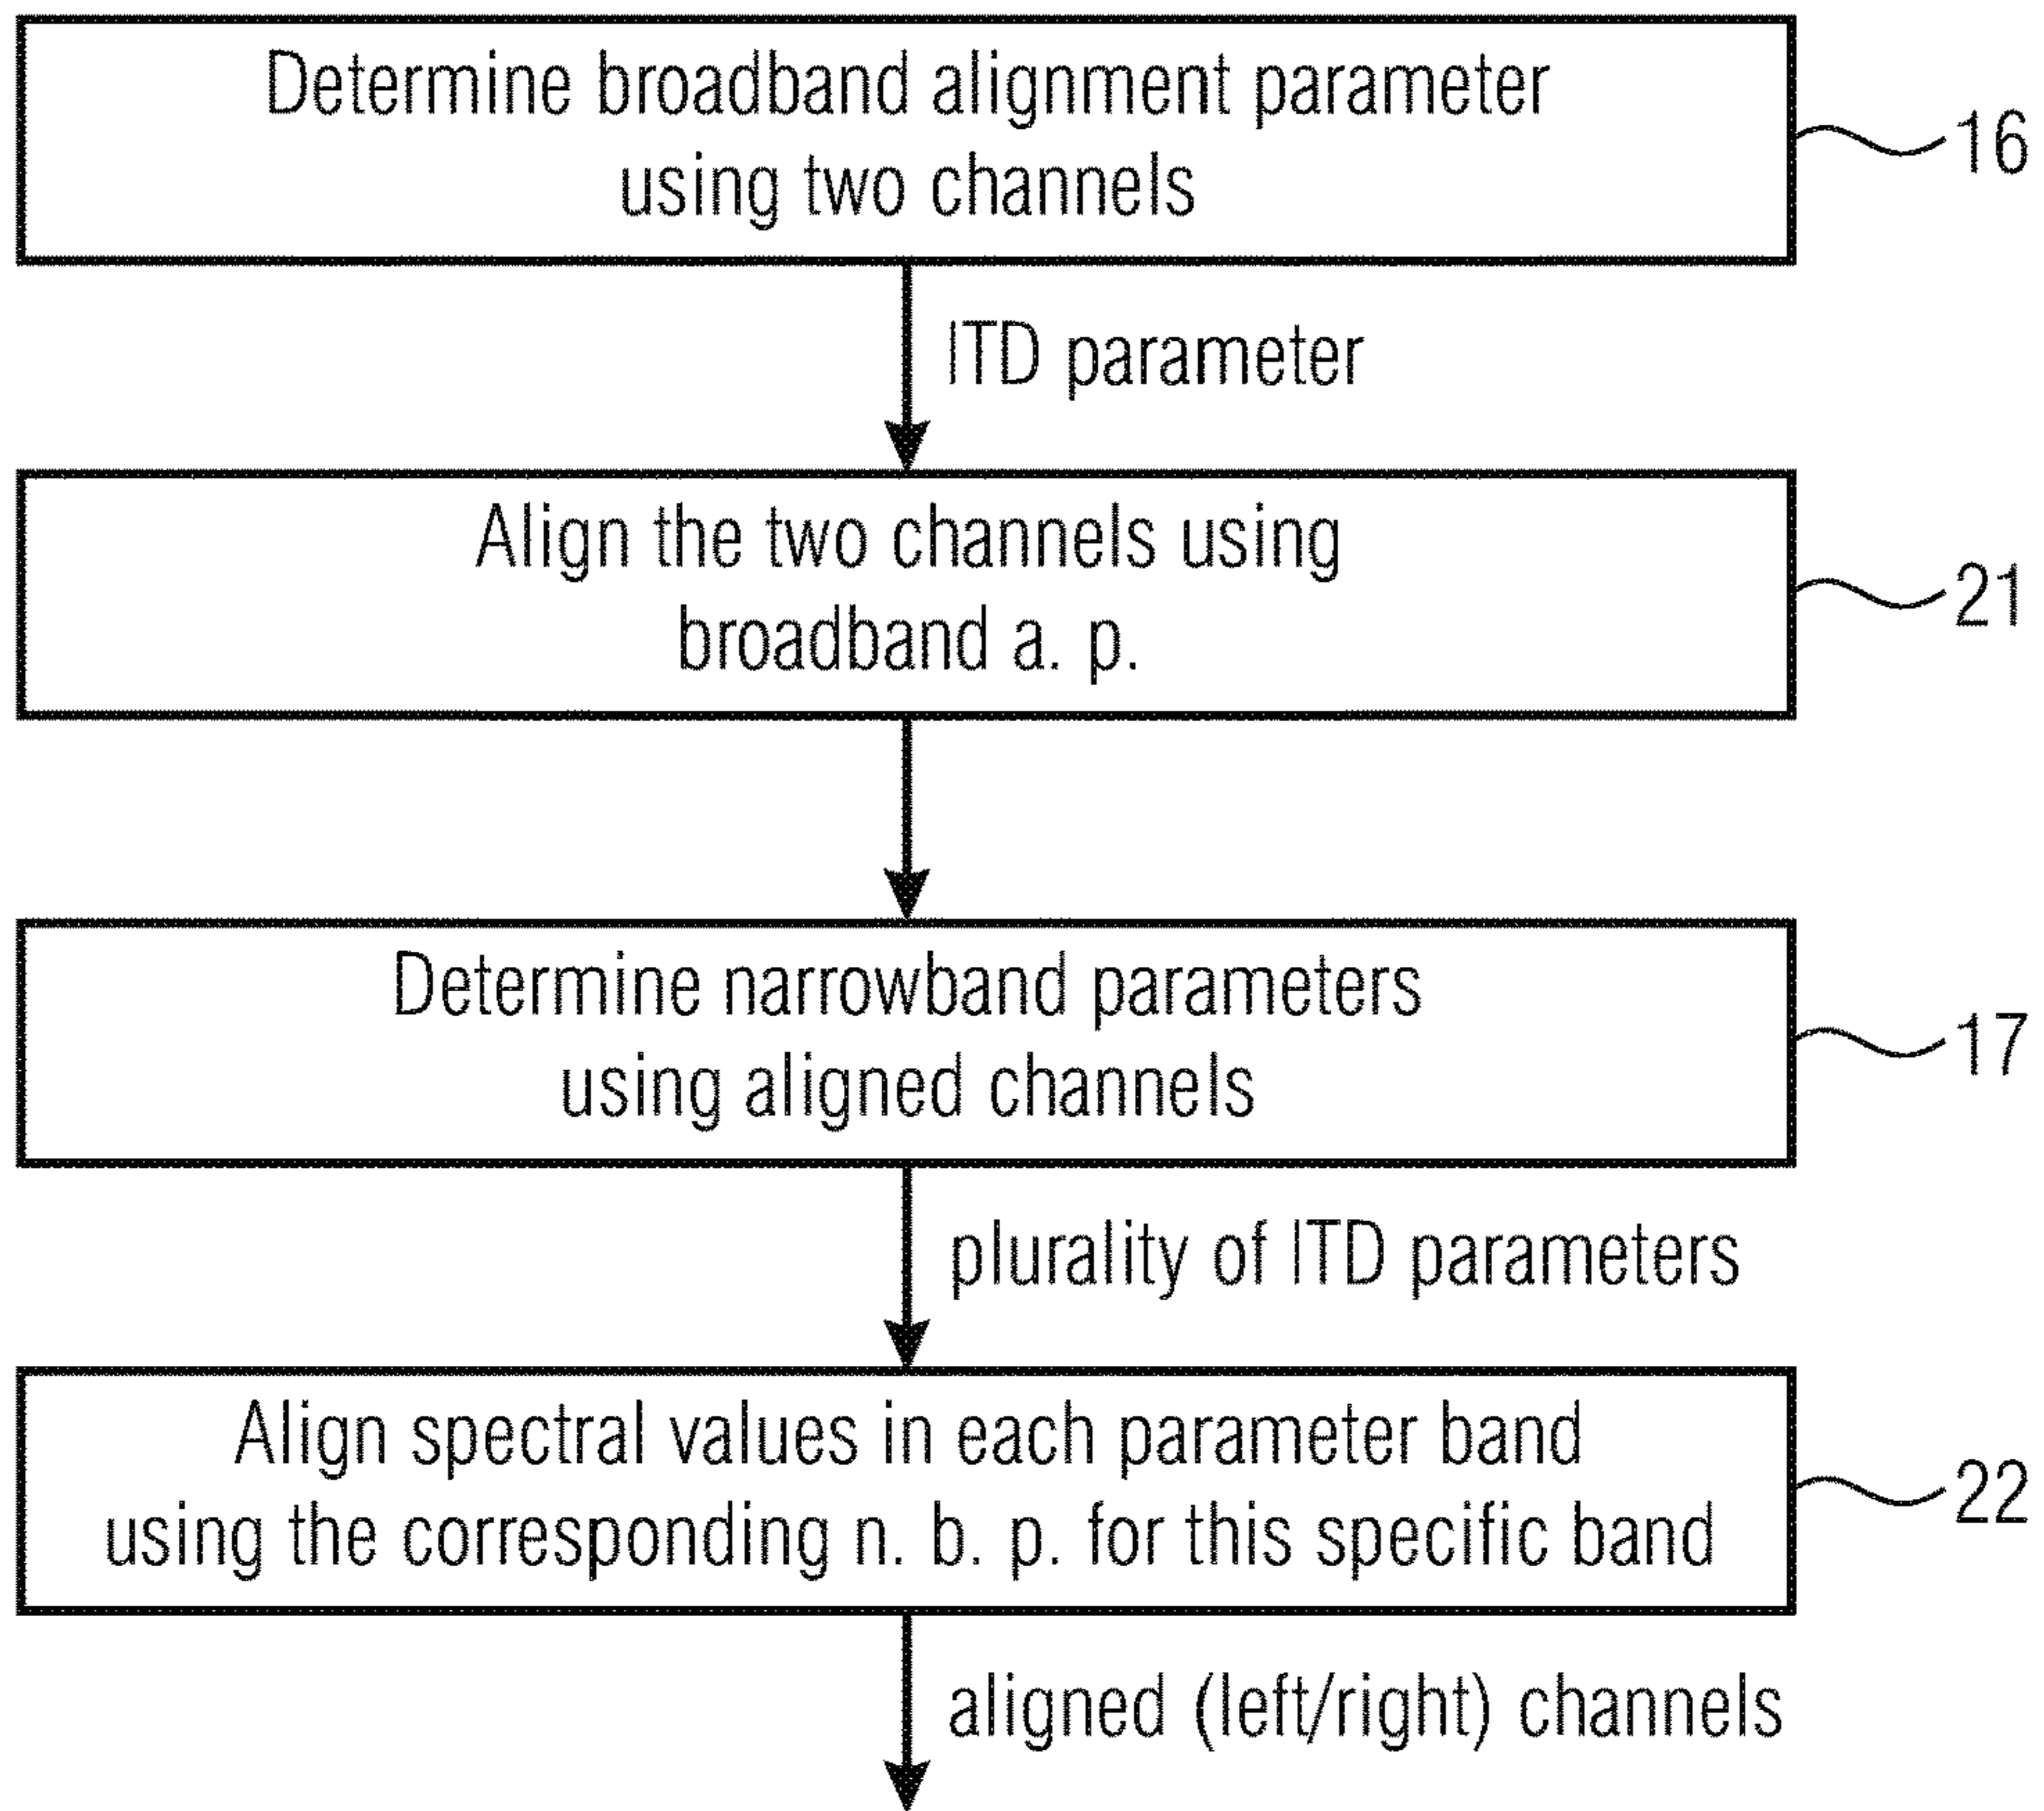 Determine broadband alignment parameter
using two channels
16
ITD parameter
Align the two channels using
broadband a. p.
21
Determine narrowband parameters
using aligned channels
17
plurality of ITD parameters
Align spectral values in each parameter band
using the corresponding n. b. p. for this specific band
22
aligned (left/right) channels